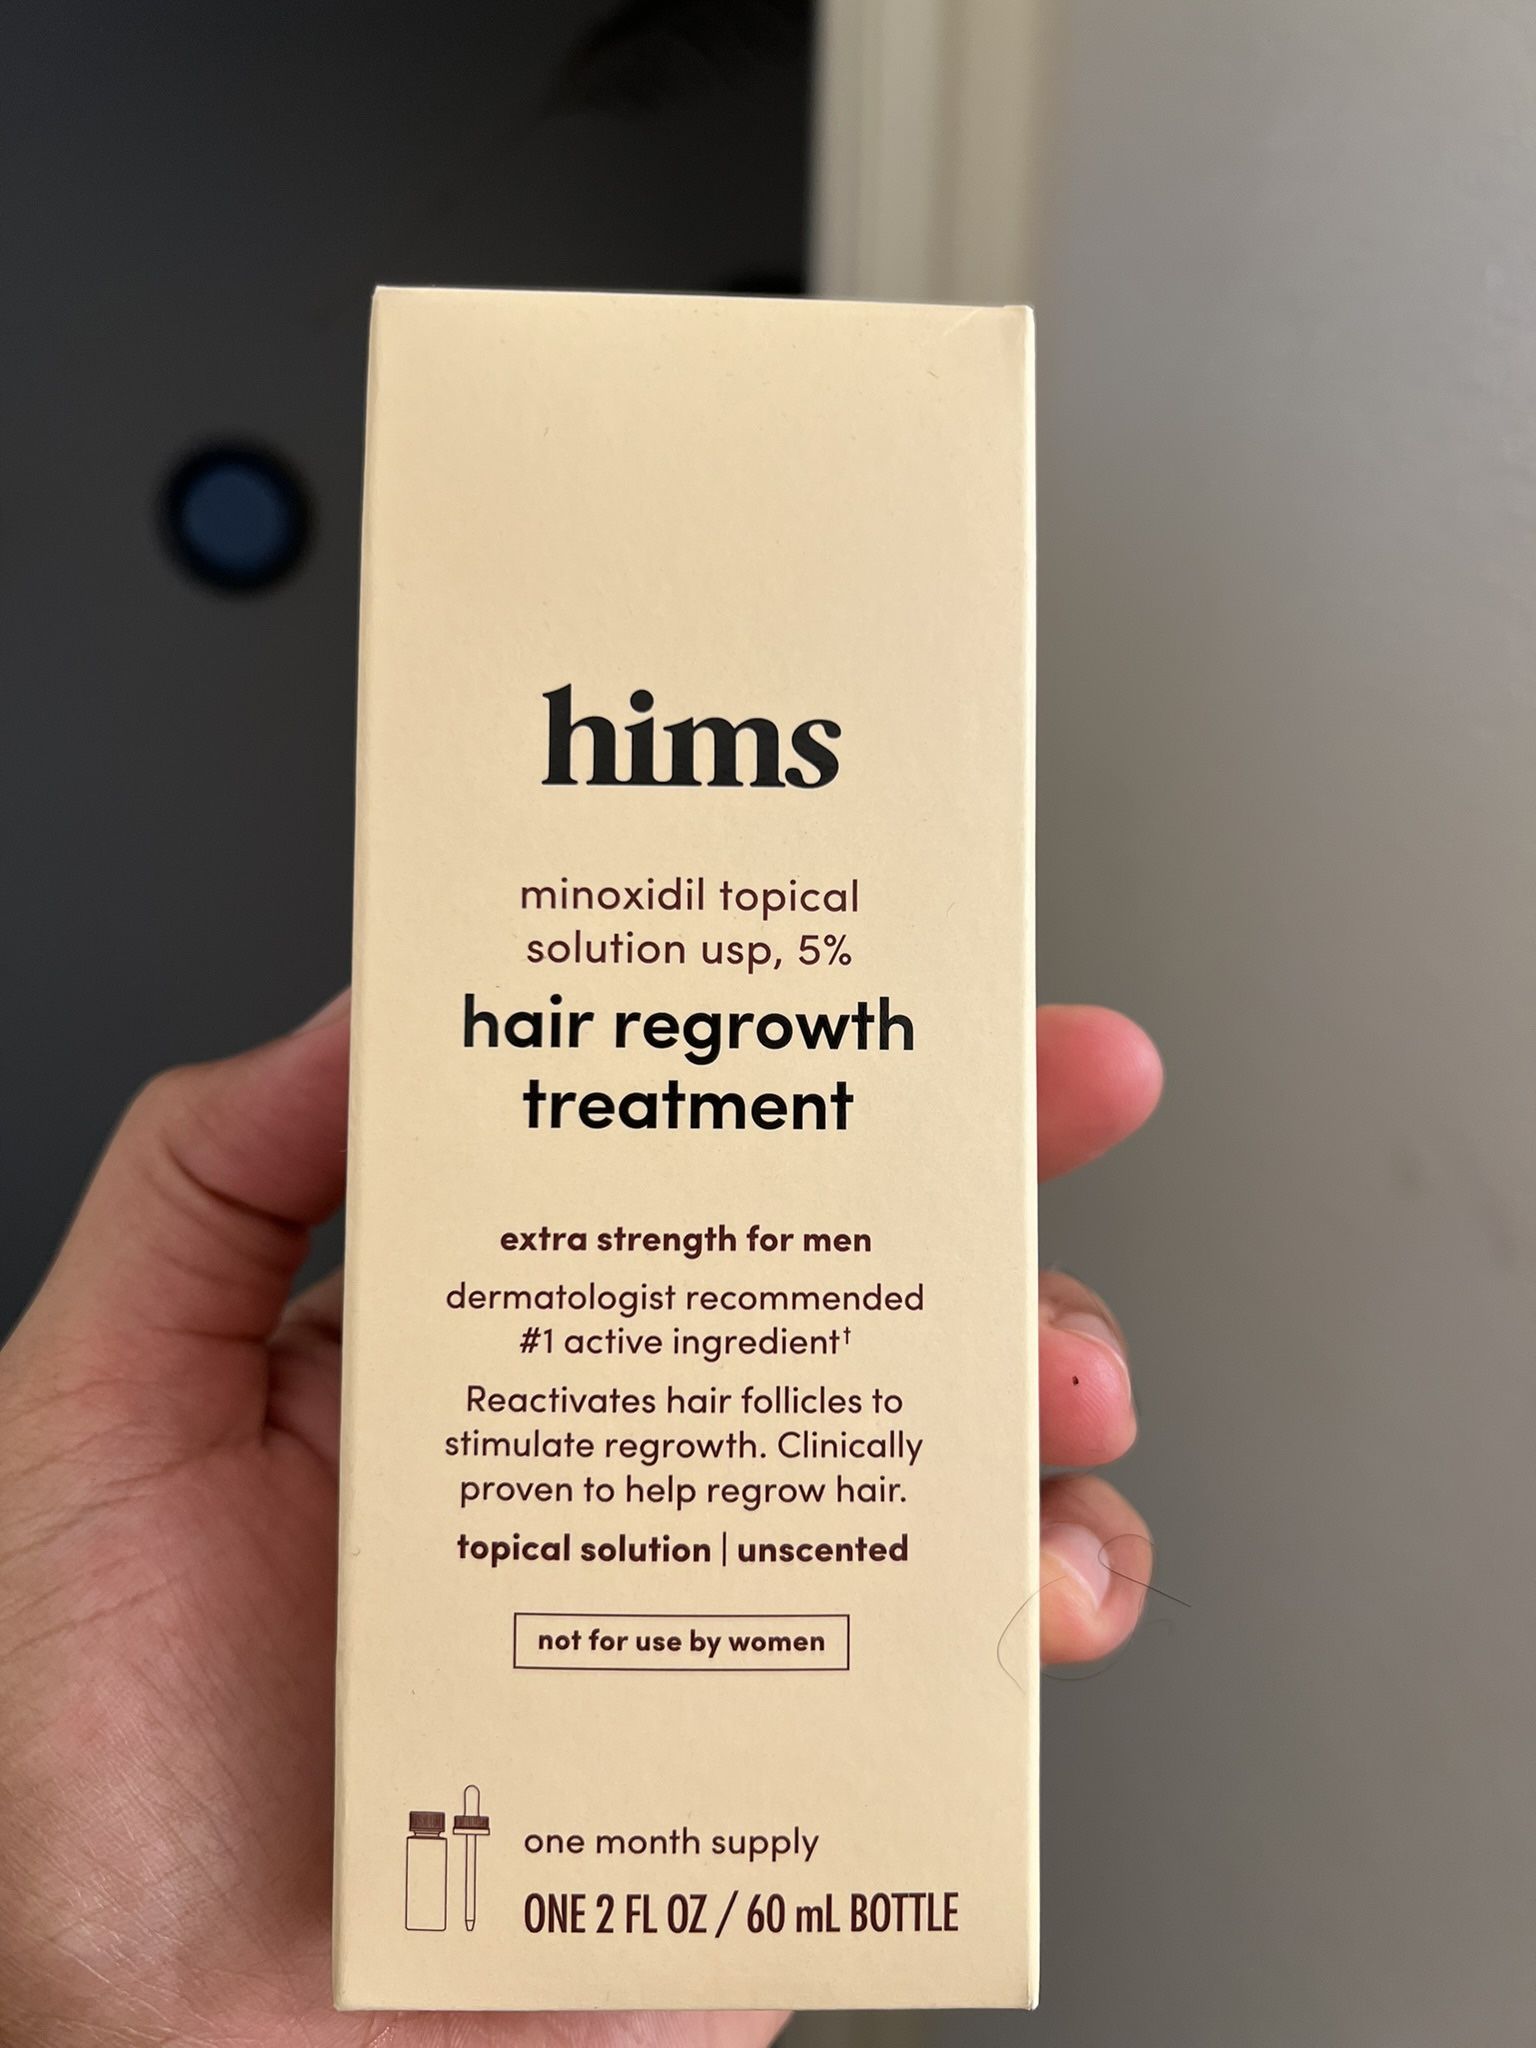 hims
minoxidil topical
solution usp, 5%
hair regrowth
treatment
extra strength for men
dermatologist recommended
#1 active ingredient†
Reactivates hair follicles to
stimulate regrowth. Clinically
proven to help regrow hair.
topical solution | unscented
not for use by women
one month supply
ONE 2 FL OZ / 60 mL BOTTLE